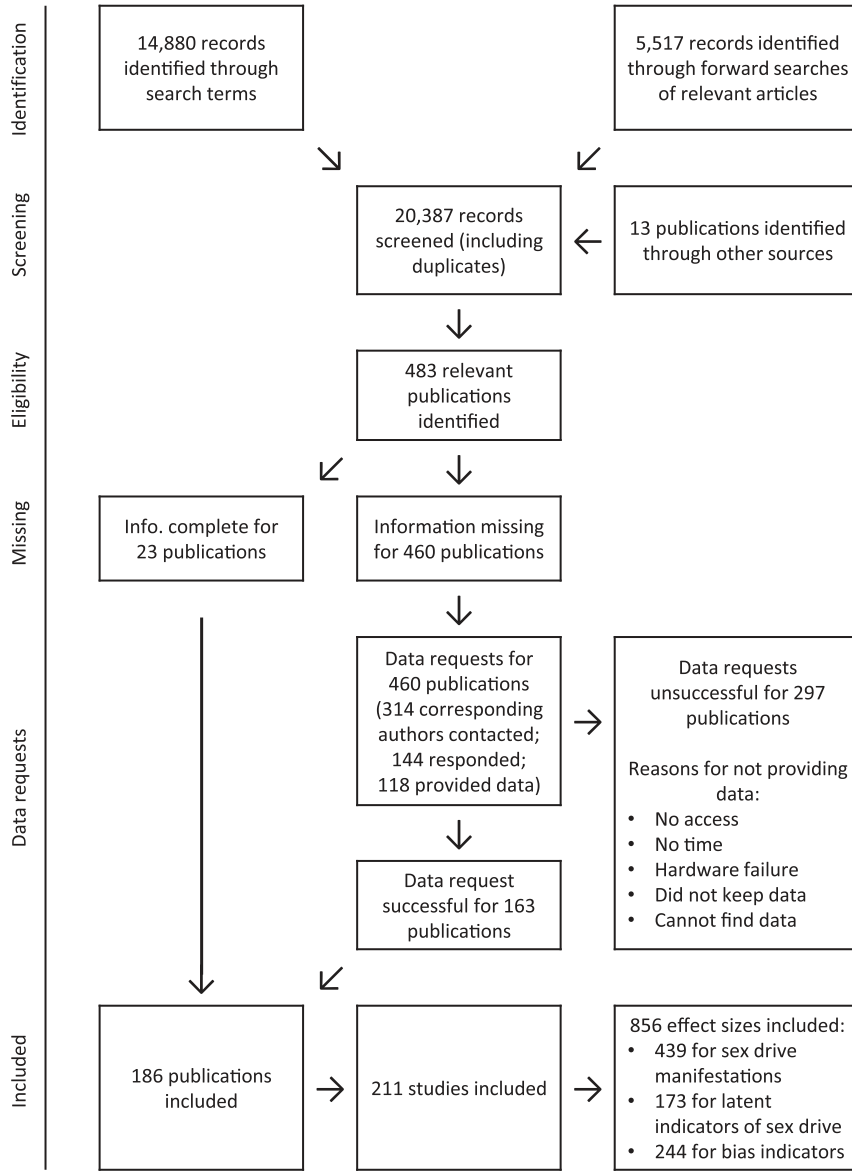 Identification
14,880 records
identified through
search terms
5,517 records identified
through forward searches
of relevant articles
Screening
20,387 records
screened (including
duplicates)
13 publications identified
through other sources
Eligibility
483 relevant
publications
identified
Missing
Info. complete for
23 publications
Information missing
for 460 publications
Data requests
Data requests for
460 publications
(314 corresponding
authors contacted;
144 responded;
118 provided data)
Data requests
unsuccessful for 297
publications
Reasons for not providing
data:
• No access
• No time
• Hardware failure
• Did not keep data
• Cannot find data
Data request
successful for 163
publications
Included
186 publications
included
211 studies included
856 effect sizes included:
• 439 for sex drive
manifestations
• 173 for latent
indicators of sex drive
• 244 for bias indicators